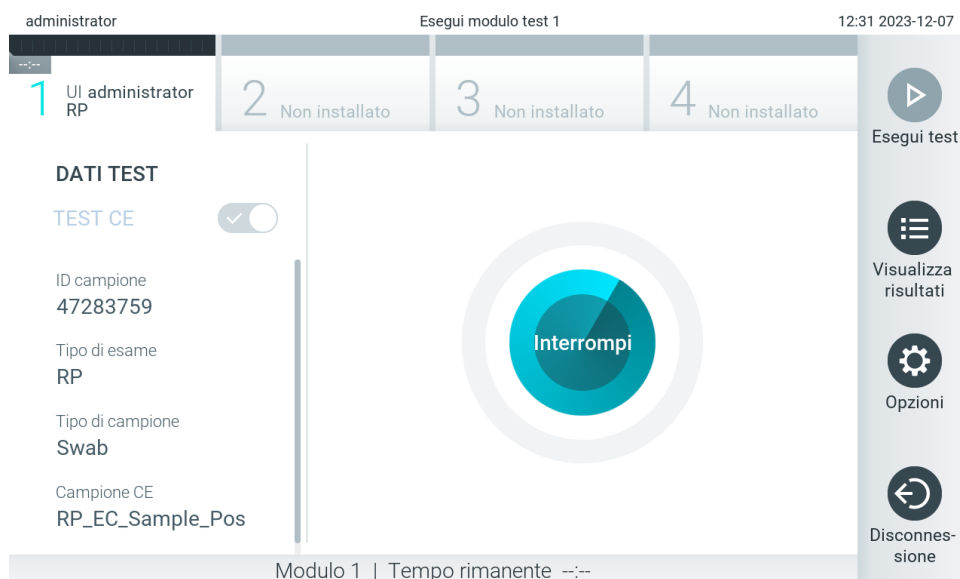 administrator
Esegui modulo test 1
12:31 2023-12-07
--:--
1
UI administrator
RP
2
Non installato
3
Non installato
4
Non installato
Esegui test
DATI TEST
TEST CE
ID campione
47283759
Tipo di esame
RP
Tipo di campione
Swab
Campione CE
RP_EC_Sample_Pos
Interrompi
Visualizza
risultati
Opzioni
Disconnes-
sione
Modulo 1 | Tempo rimanente --:--